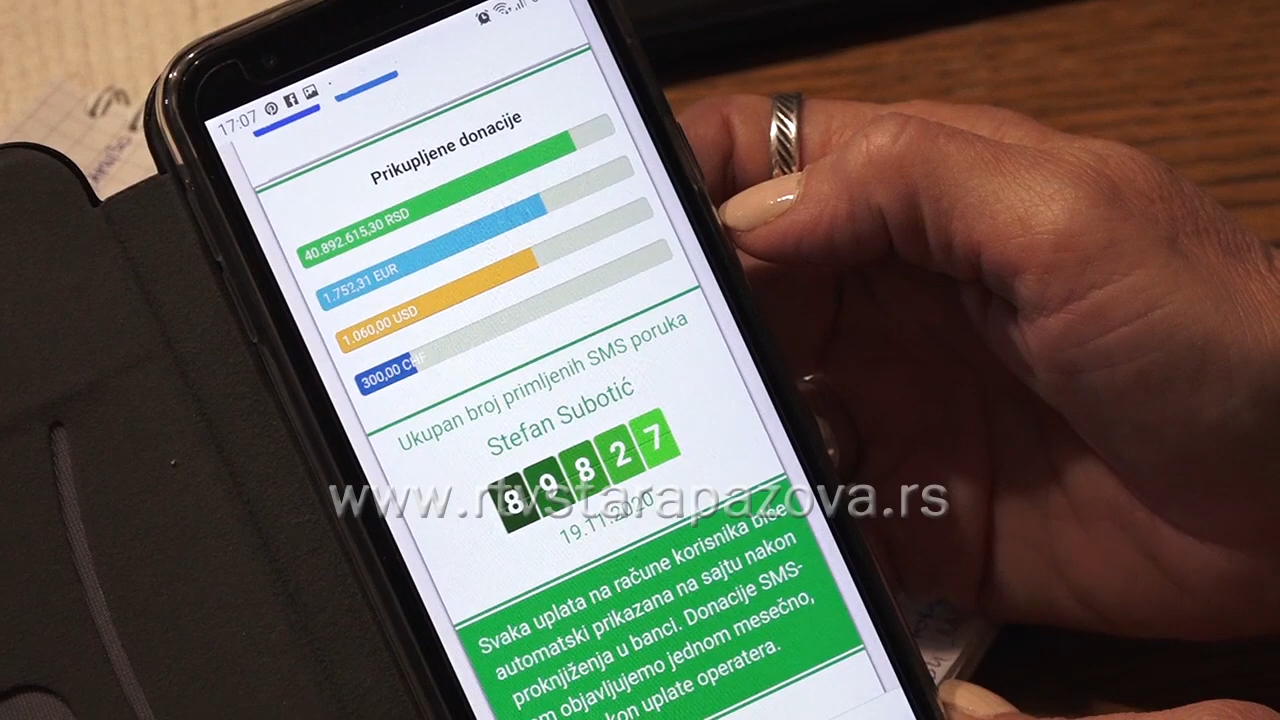 17:07
Prikupljene donacije
40.892.615,30 RSD
1.752,31 EUR
1.060,00 USD
300,00 CHF
Ukupan broj primljenih SMS poruka
Stefan Subotić
89827
www.rtvstarapazova.rs
19.11.2020
Svaka uplata na račune korisnika biće
automatski prikazana na sajtu nakon
proknjiženja u banci. Donacije SMS-
om objavljujemo jednom mesečno,
uplate operatera.